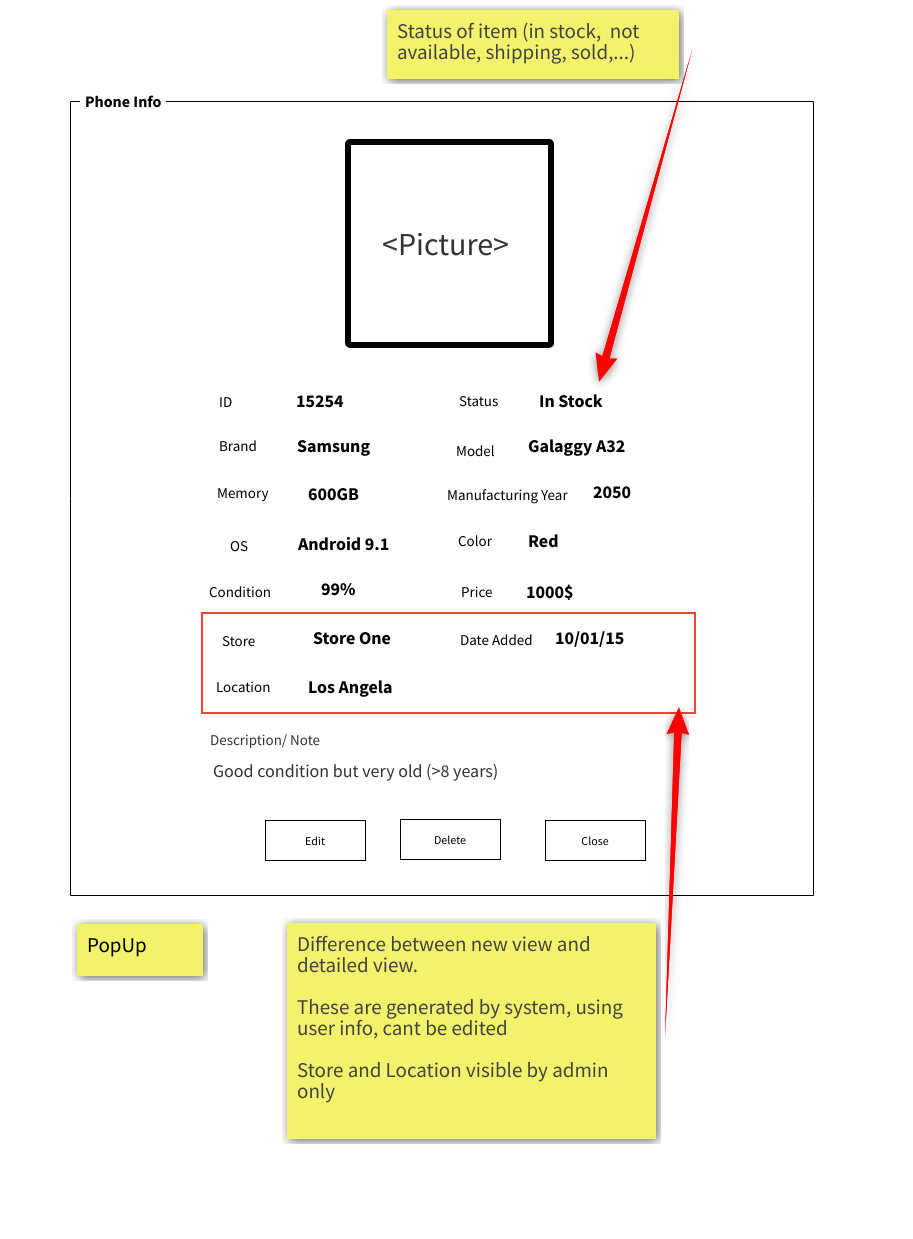 Status of item (in stock,  not
available, shipping, sold,...)
Phone Info
<Picture>
ID 15254 Status In Stock
Brand Samsung Model Galaggy A32
Memory 600GB Manufacturing Year 2050
OS Android 9.1 Color Red
Condition 99% Price 1000$
Store Store One Date Added 10/01/15
Location Los Angela
Description/ Note
Good condition but very old (>8 years)
Edit Delete Close
PopUp
Difference between new view and
detailed view.
These are generated by system, using
user info, cant be edited
Store and Location visible by admin
only